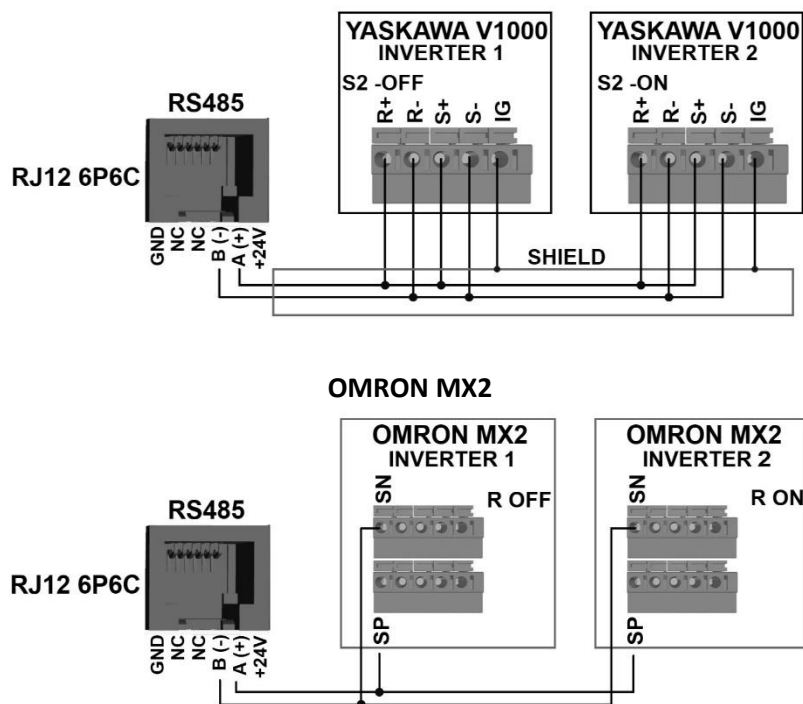 YASKAWA V1000
INVERTER 1
S2 -OFF
R+
R-
S+
S-
IG
YASKAWA V1000
INVERTER 2
S2 -ON
R+
R-
S+
S-
IG
RS485
RJ12 6P6C
GND
NC
NC
B (-)
A (+)
+24V
SHIELD
OMRON MX2
OMRON MX2
INVERTER 1
SN
R OFF
SP
OMRON MX2
INVERTER 2
SN
R ON
SP
RS485
RJ12 6P6C
GND
NC
NC
B (-)
A (+)
+24V